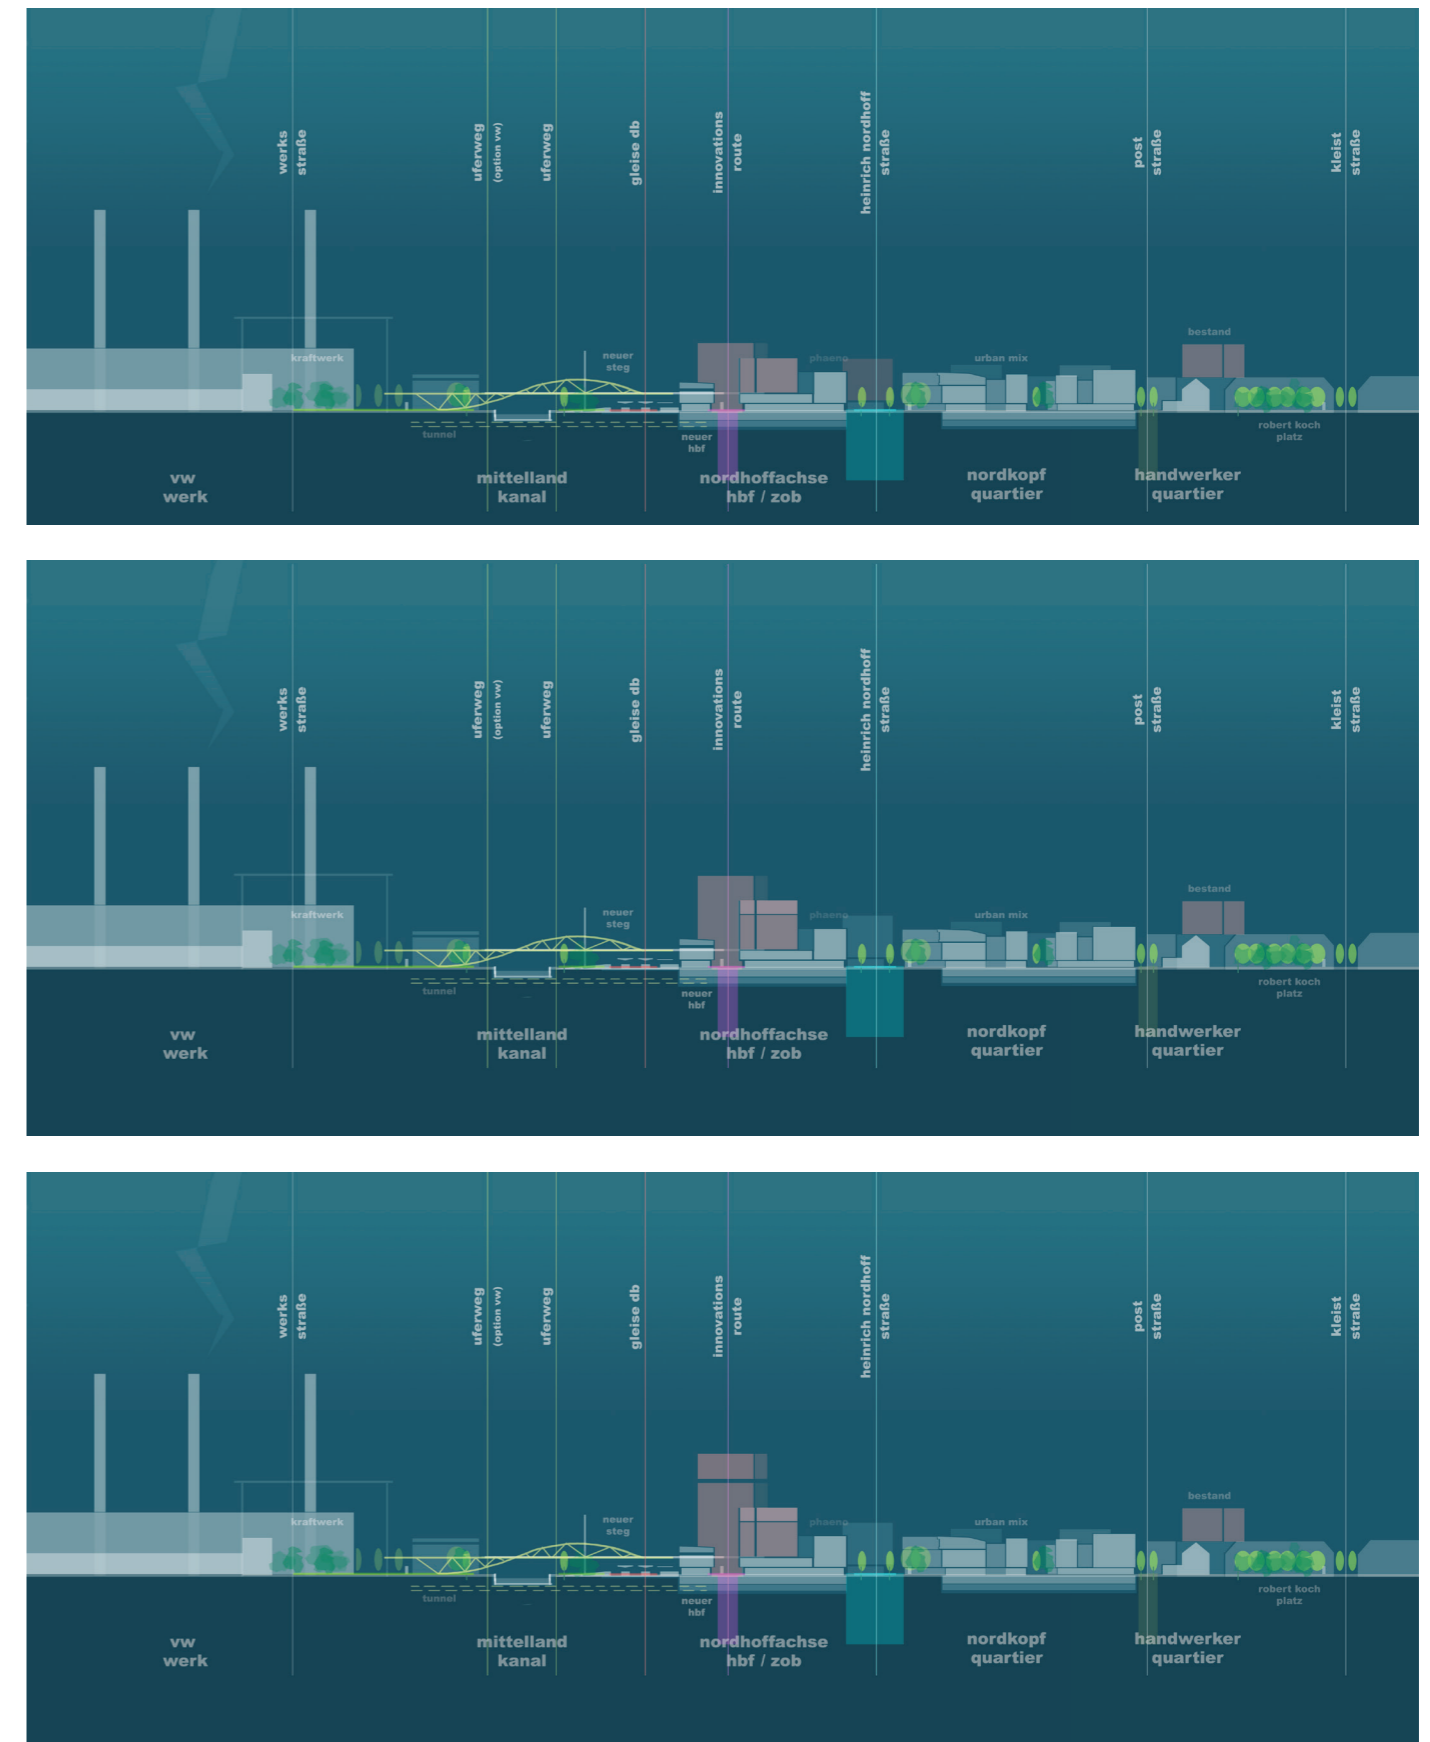 werks
straße
uferweg
(option vw)
uferweg
gleise db
innovations
route
heinrich nordhoff
straße
post
straße
kleist
straße
kraftwerk
neuer
steg
phaeno
urban mix
bestand
tunnel
neuer
hbf
robert koch
platz
vw
werk
mittelland
kanal
nordhoffachse
hbf / zob
nordkopf
quartier
handwerker
quartier
werks
straße
uferweg
(option vw)
uferweg
gleise db
innovations
route
heinrich nordhoff
straße
post
straße
kleist
straße
kraftwerk
neuer
steg
phaeno
urban mix
bestand
tunnel
neuer
hbf
robert koch
platz
vw
werk
mittelland
kanal
nordhoffachse
hbf / zob
nordkopf
quartier
handwerker
quartier
werks
straße
uferweg
(option vw)
uferweg
gleise db
innovations
route
heinrich nordhoff
straße
post
straße
kleist
straße
kraftwerk
neuer
steg
phaeno
urban mix
bestand
tunnel
neuer
hbf
robert koch
platz
vw
werk
mittelland
kanal
nordhoffachse
hbf / zob
nordkopf
quartier
handwerker
quartier